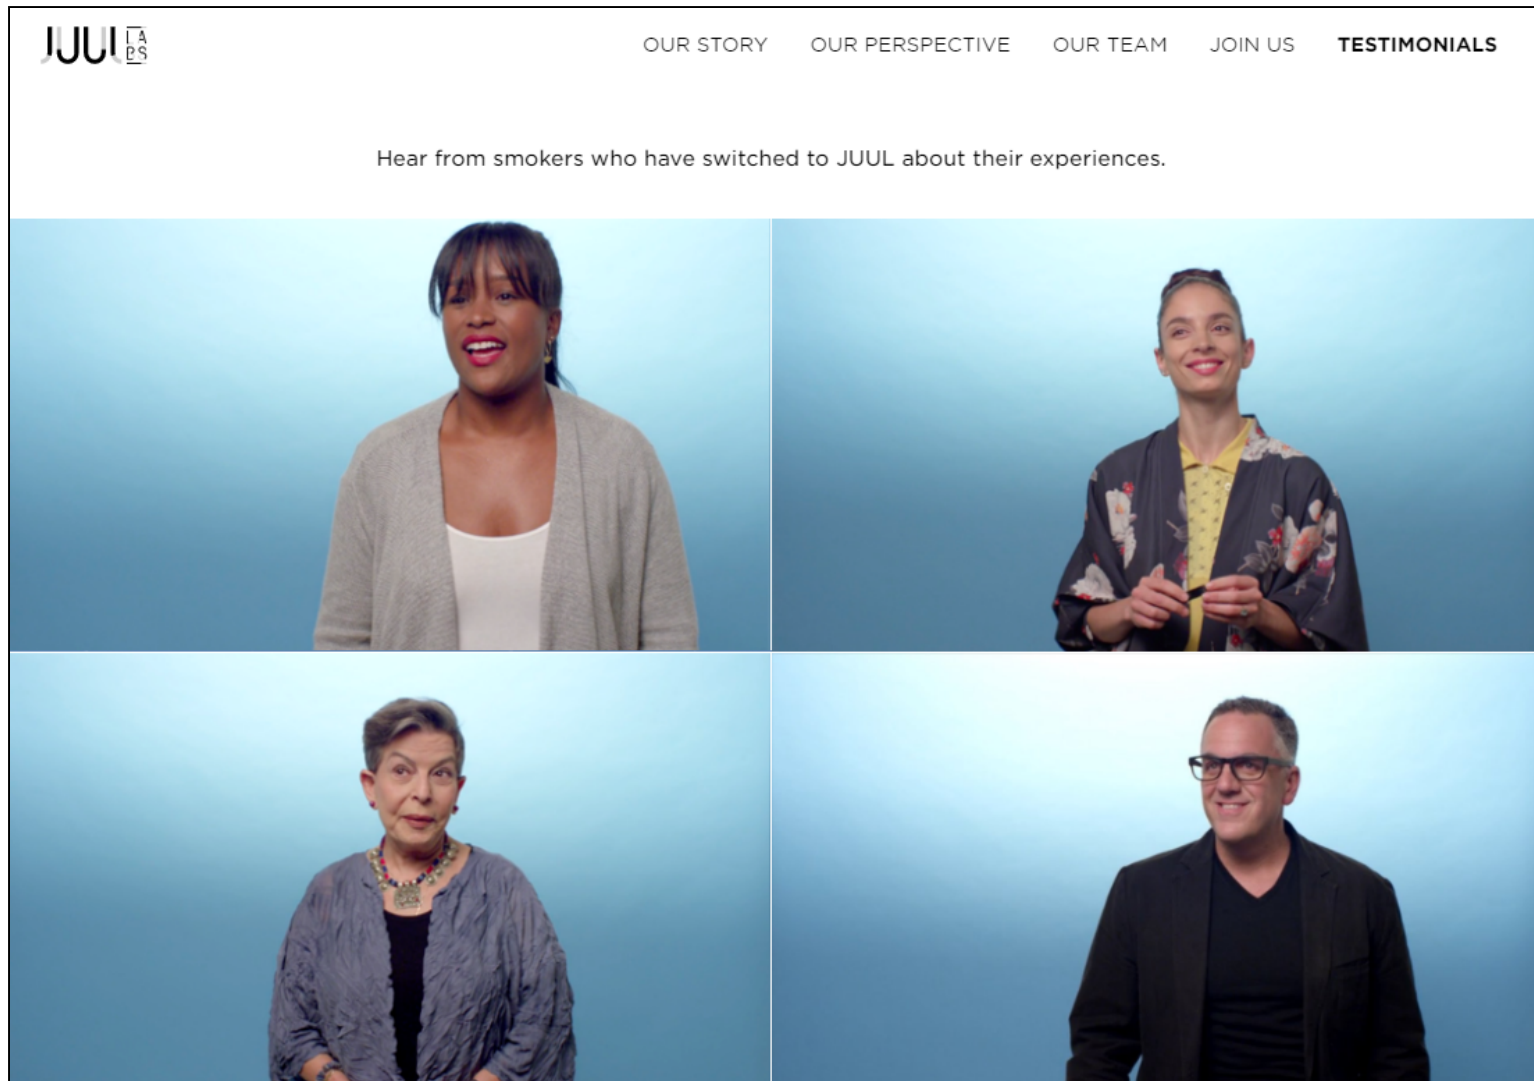 JUUL LABS
OUR STORY OUR PERSPECTIVE OUR TEAM JOIN US TESTIMONIALS
Hear from smokers who have switched to JUUL about their experiences.